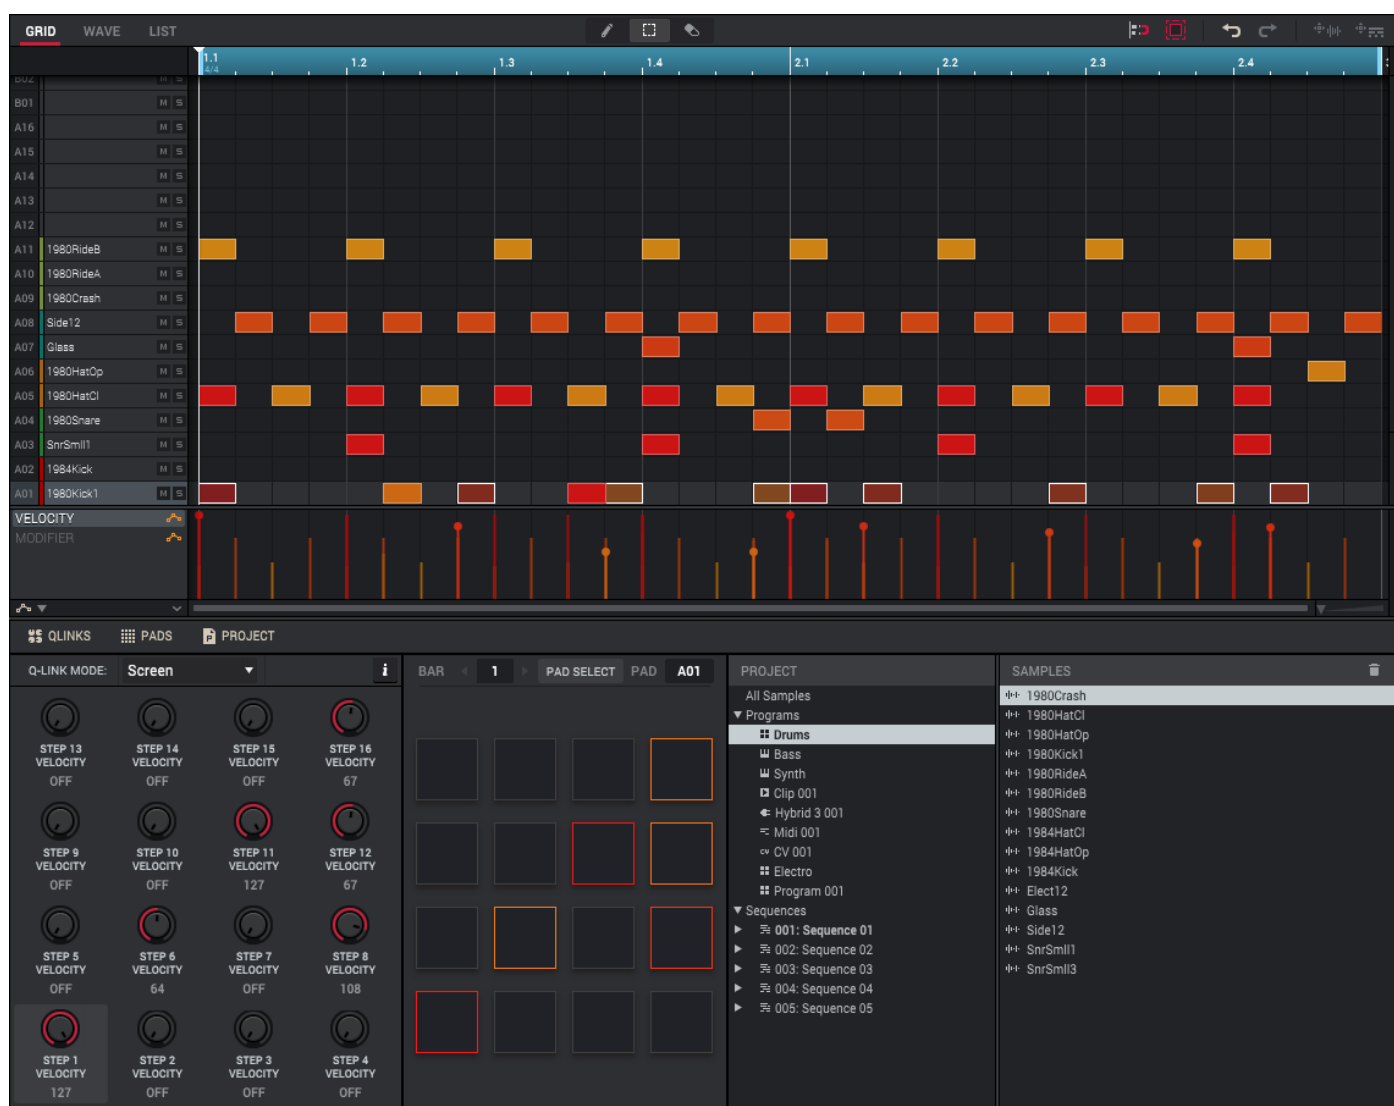 GRID WAVE LIST
1.1 1.2 1.3 1.4 2.1 2.2 2.3 2.4
4/4
B02 M S
B01 M S
A16 M S
A15 M S
A14 M S
A13 M S
A12 M S
A11 1980RideB M S
A10 1980RideA M S
A09 1980Crash M S
A08 Side12 M S
A07 Glass M S
A06 1980HatOp M S
A05 1980HatCl M S
A04 1980Snare M S
A03 SnrSmll1 M S
A02 1984Kick M S
A01 1980Kick1 M S
VELOCITY
MODIFIER
QLINKS PADS PROJECT
Q-LINK MODE: Screen i
STEP 13 STEP 14 STEP 15 STEP 16
VELOCITY VELOCITY VELOCITY VELOCITY
OFF OFF OFF 67
STEP 9 STEP 10 STEP 11 STEP 12
VELOCITY VELOCITY VELOCITY VELOCITY
OFF OFF 127 67
STEP 5 STEP 6 STEP 7 STEP 8
VELOCITY VELOCITY VELOCITY VELOCITY
OFF 64 OFF 108
STEP 1 STEP 2 STEP 3 STEP 4
VELOCITY VELOCITY VELOCITY VELOCITY
127 OFF OFF OFF
BAR 1 PAD SELECT PAD A01
PROJECT
All Samples
Programs
Drums
Bass
Synth
Clip 001
Hybrid 3 001
Midi 001
CV CV 001
Electro
Program 001
Sequences
001: Sequence 01
002: Sequence 02
003: Sequence 03
004: Sequence 04
005: Sequence 05
SAMPLES
1980Crash
1980HatCl
1980HatOp
1980Kick1
1980RideA
1980RideB
1980Snare
1984HatCl
1984HatOp
1984Kick
Elect12
Glass
Side12
SnrSmll1
SnrSmll3